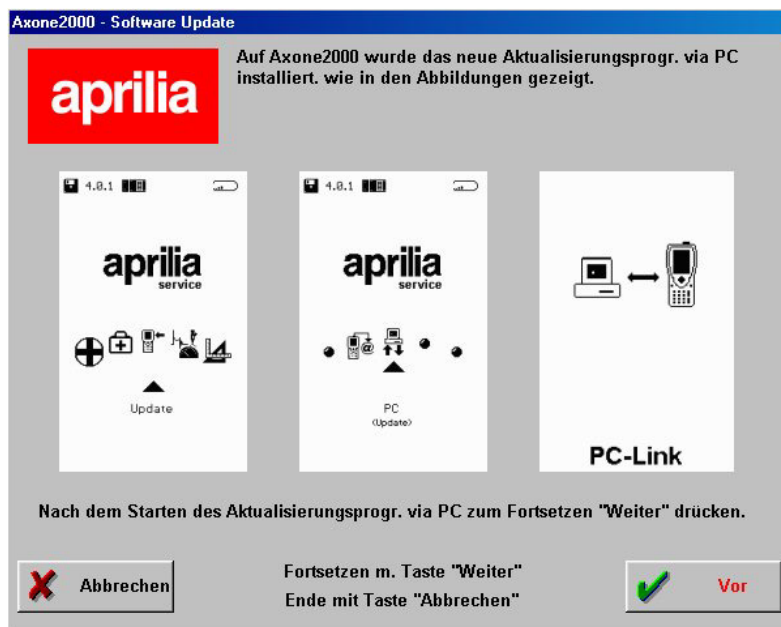 Axone2000 - Software Update
aprilia
Auf Axone2000 wurde das neue Aktualisierungsprogr. via PC
installiert. wie in den Abbildungen gezeigt.
4.0.1
aprilia
service
Update
4.0.1
aprilia
service
@
PC
(Update)
PC-Link
Nach dem Starten des Aktualisierungsprogr. via PC zum Fortsetzen "Weiter" drücken.
Abbrechen
Fortsetzen m. Taste "Weiter"
Ende mit Taste "Abbrechen"
Vor